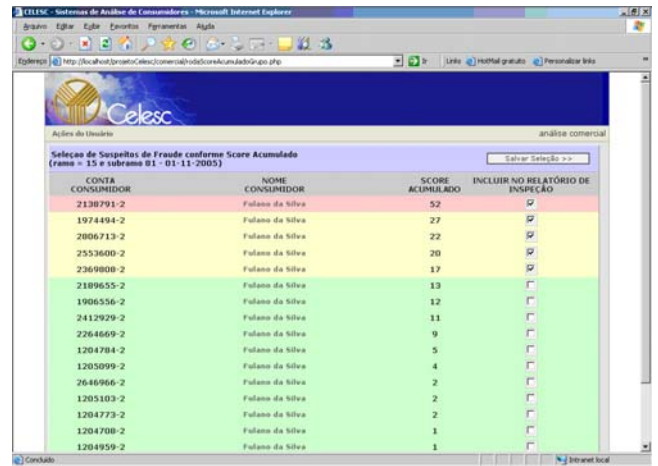 CELESC - Sistemas de Análise de Consumidores - Microsoft Internet Explorer
Arquivo Editar Exibir Favoritos Ferramentas Ajuda
Endereço http://localhost/projetoCelesc/comercial/rodaScoreAcumuladoGrupo.php Ir Links HotMail gratuito Personalizar links
Celesc
Ações do Usuário análise comercial
Seleçao de Suspeitos de Fraude conforme Score Acumulado
(ramo = 15 e subramo 01 - 01-11-2005)
Salvar Seleção >>
CONTA CONSUMIDOR NOME CONSUMIDOR SCORE ACUMULADO INCLUIR NO RELATÓRIO DE INSPEÇÃO
2130791-2 Fulano da Silva 52
1974494-2 Fulano da Silva 27
2006713-2 Fulano da Silva 22
2553600-2 Fulano da Silva 20
2369808-2 Fulano da Silva 17
2109655-2 Fulano da Silva 13
1906556-2 Fulano da Silva 12
2412929-2 Fulano da Silva 11
2264669-2 Fulano da Silva 9
1204784-2 Fulano da Silva 5
1205099-2 Fulano da Silva 4
2646966-2 Fulano da Silva 2
1205103-2 Fulano da Silva 2
1204773-2 Fulano da Silva 2
1204708-2 Fulano da Silva 1
1204959-2 Fulano da Silva 1
Concluído Intranet local